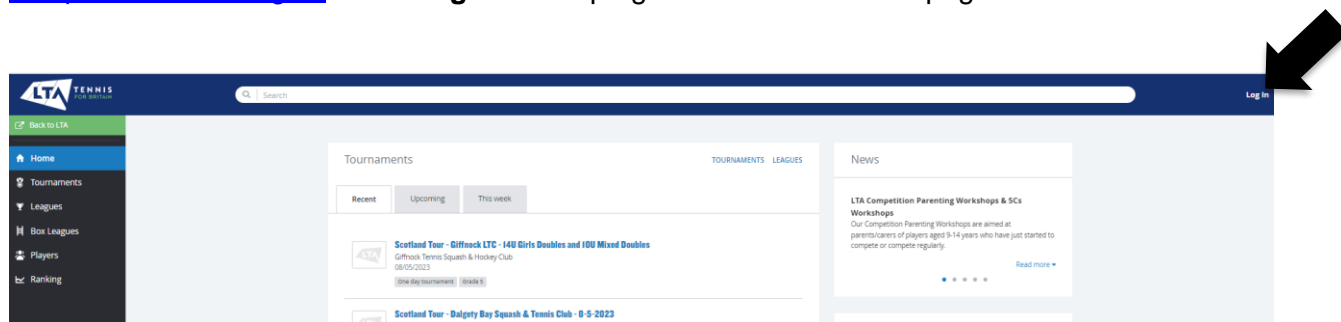 LTA TENNIS
FOR BRITAIN
Search
Log In
Back to LTA
Home
Tournaments
Leagues
Box Leagues
Players
Ranking
Tournaments
TOURNAMENTS LEAGUES
Recent
Upcoming
This week
Scotland Tour - Giffnock LTC - 14U Girls Doubles and 10U Mixed Doubles
Giffnock Tennis Squash & Hockey Club
08/05/2023
One day tournament Grade 5
Scotland Tour - Dalgety Bay Squash & Tennis Club - 8-5-2023
News
LTA Competition Parenting Workshops & SCs
Workshops
Our Competition Parenting Workshops are aimed at
parents/carers of players aged 9-14 years who have just started to
compete or compete regularly.
Read more